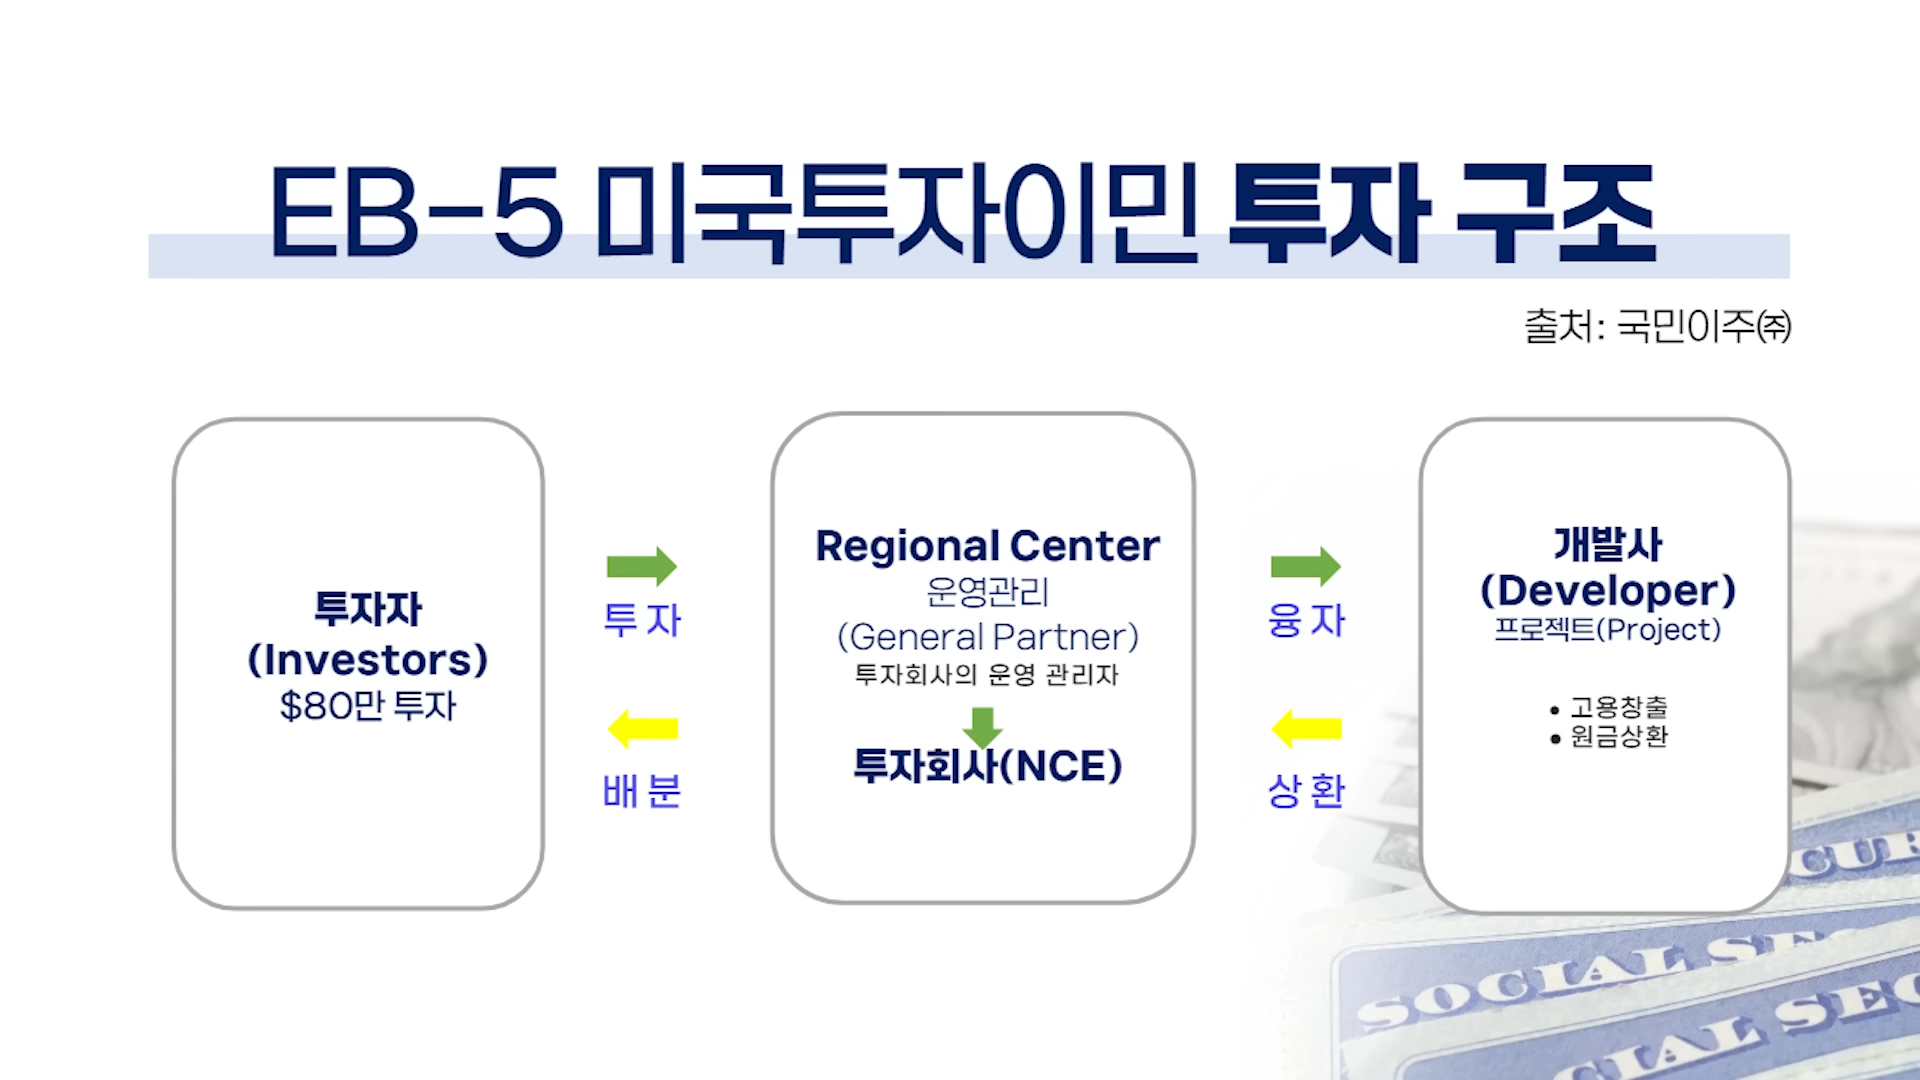 EB-5 미국투자이민 투자 구조
출처: 국민이주㈜
투자자
(Investors)
$80만 투자
투자
배분
Regional Center
운영관리
(General Partner)
투자회사의 운영 관리자
투자회사(NCE)
융자
상환
개발사
(Developer)
프로젝트(Project)
• 고용창출
• 원금상환
SOCIAL SE